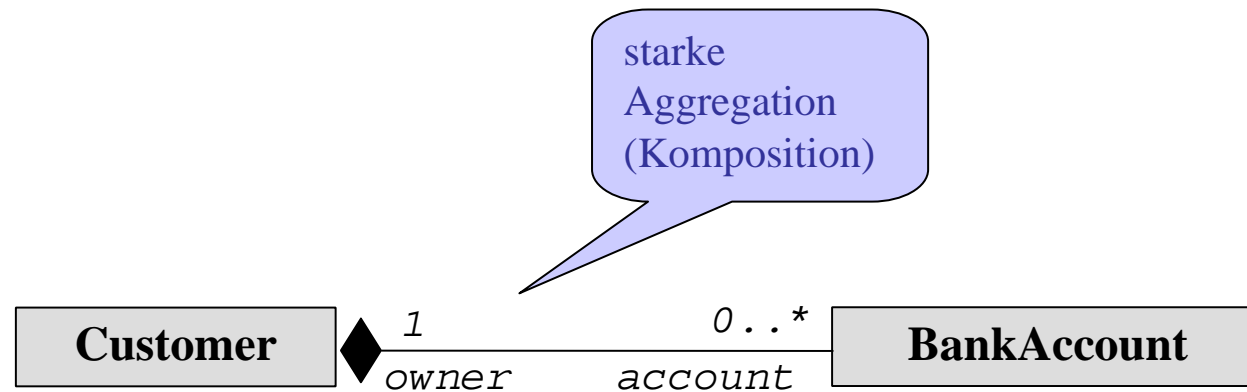 starke
Aggregation
(Komposition)
Customer
1
owner
0..*
account
BankAccount